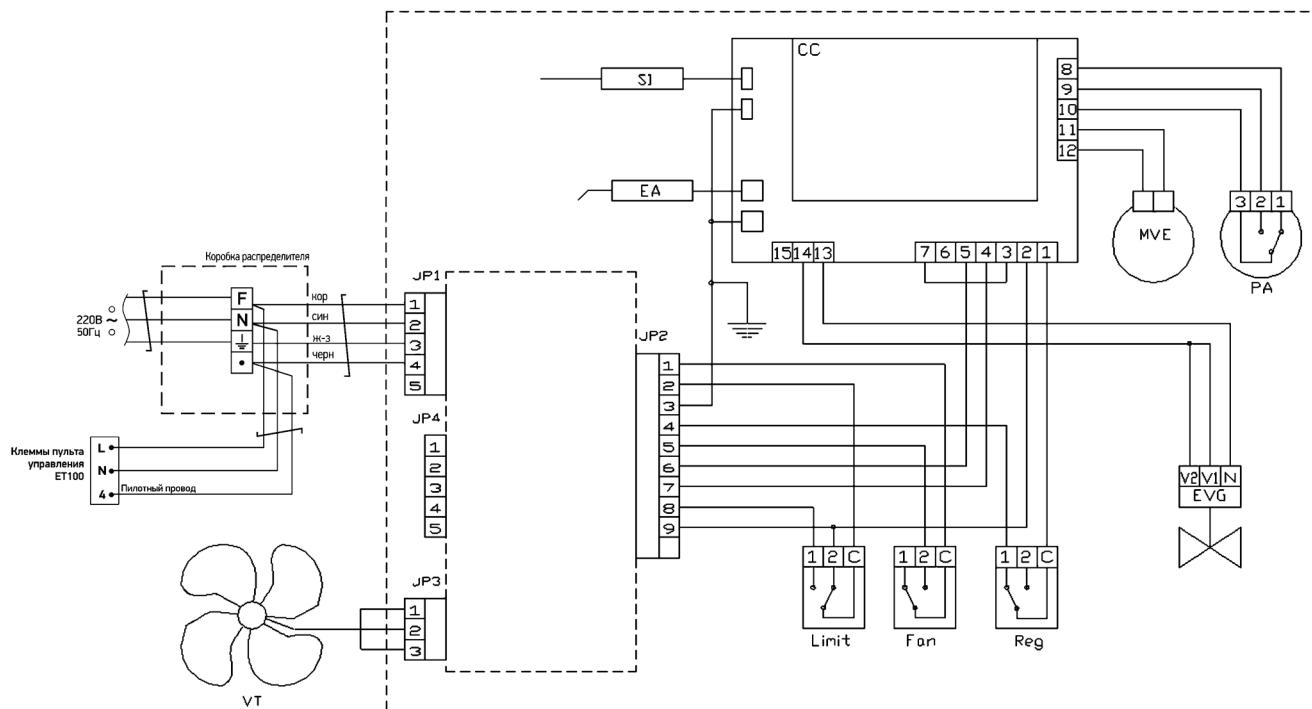 CC
SI
EA
8
9
10
11
12
3 2 1
MVE
PA
15 14 13
7 6 5 4 3 2 1
Коробка распределителя
F
N
220В ~
50Гц
кор
син
ж-з
черн
JP1
1
2
3
4
5
JP2
1
2
3
4
5
6
7
8
9
JP4
1
2
3
4
5
Клеммы пульта
управления
ET100
L
N
4
Пилотный провод
V2 V1 N
EVG
JP3
1
2
3
VT
1 2 C
Limit
1 2 C
Fan
1 2 C
Reg